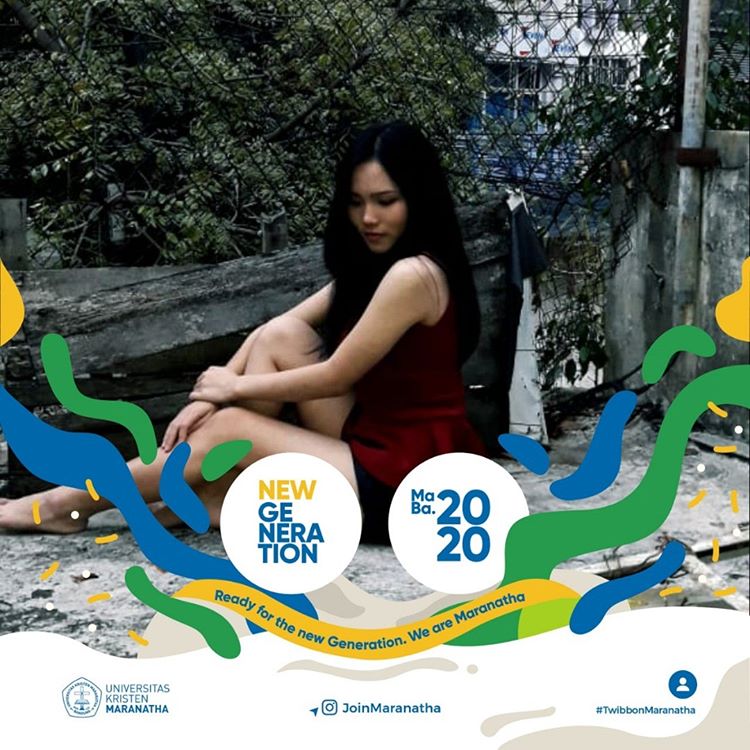 NEW
GE
NERA
TION
Ma
Ba.
20
20
Ready for the new Generation. We are Maranatha
UNIVERSITAS
KRISTEN
MARANATHA
JoinMaranatha
#TwibbonMaranatha